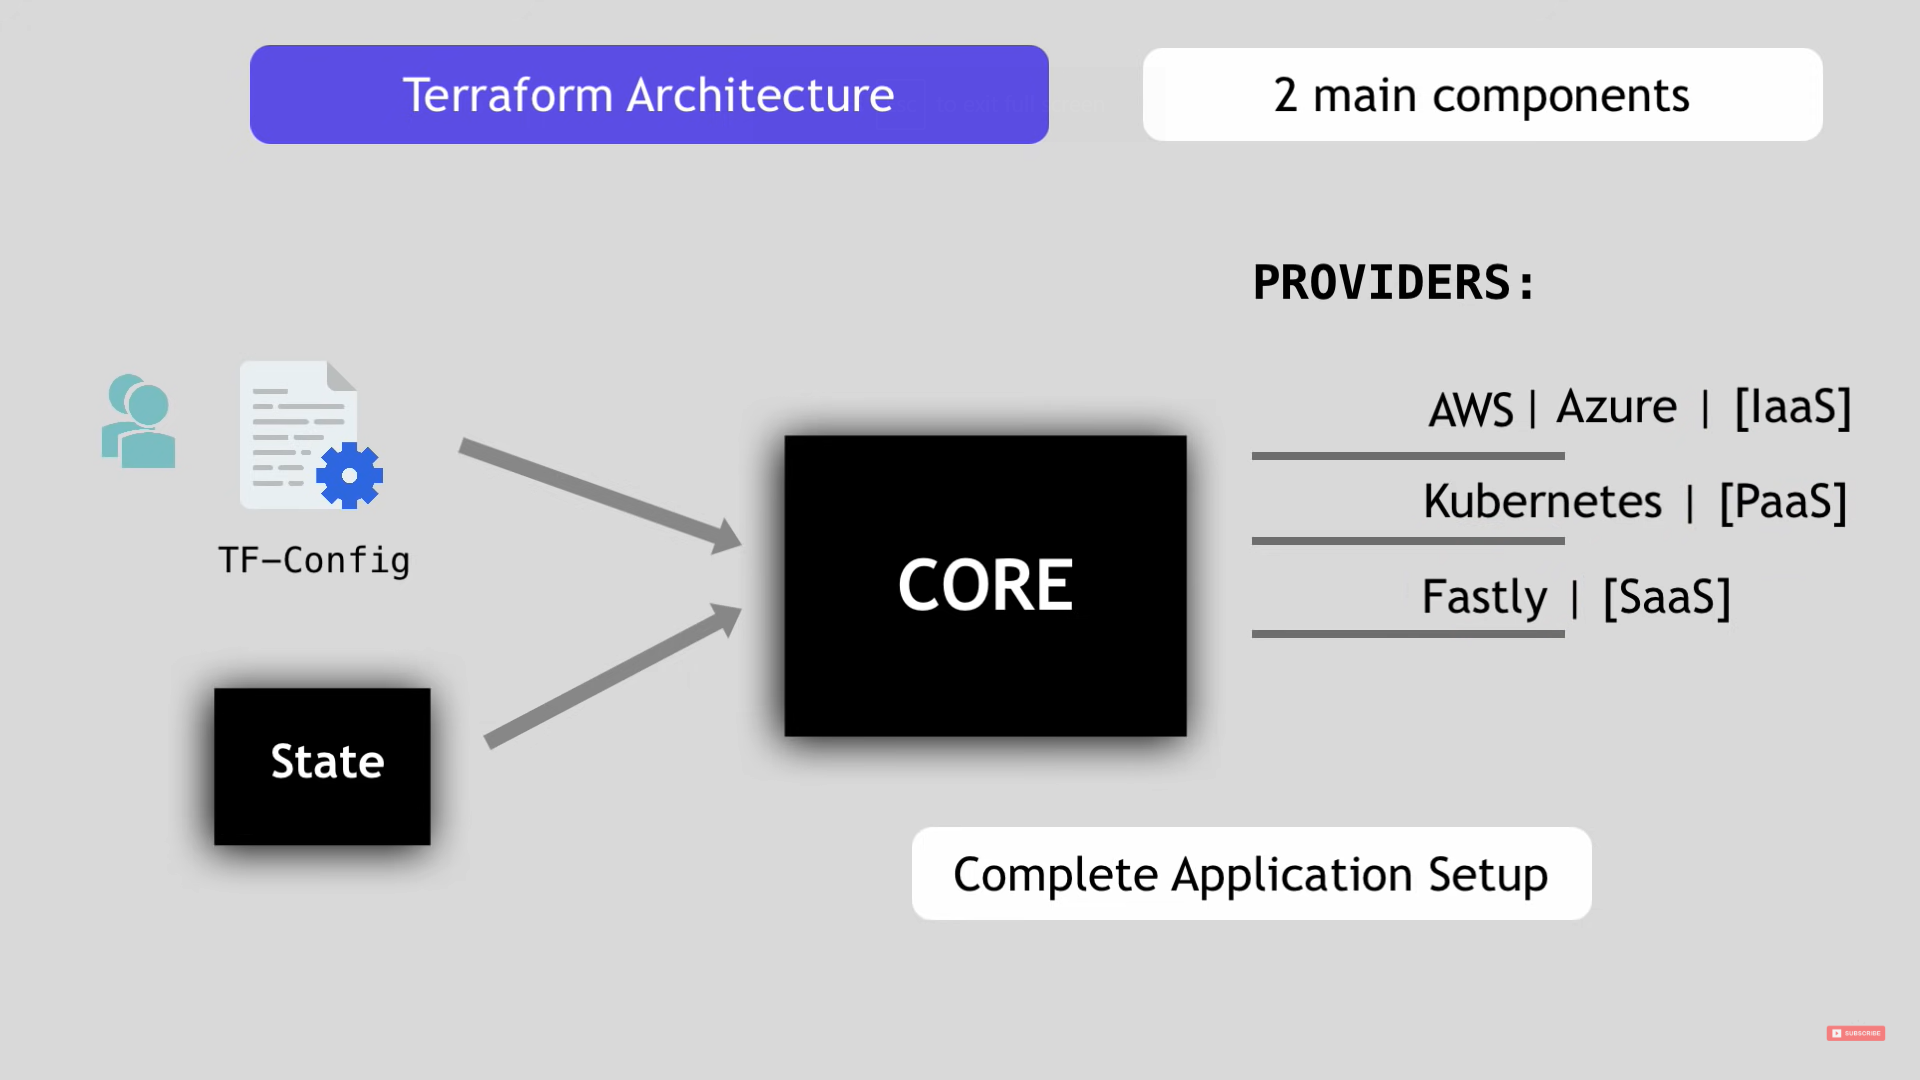 Terraform Architecture
2 main components
PROVIDERS:
AWS | Azure | [IaaS]
Kubernetes | [PaaS]
Fastly | [SaaS]
TF-Config
CORE
State
Complete Application Setup
SUBSCRIBE